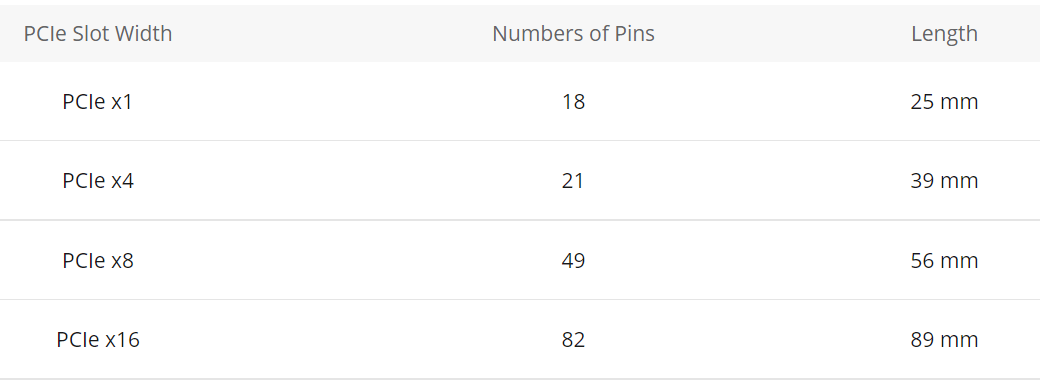 PCIe Slot Width Numbers of Pins Length
PCIe x1 18 25 mm
PCIe x4 21 39 mm
PCIe x8 49 56 mm
PCIe x16 82 89 mm